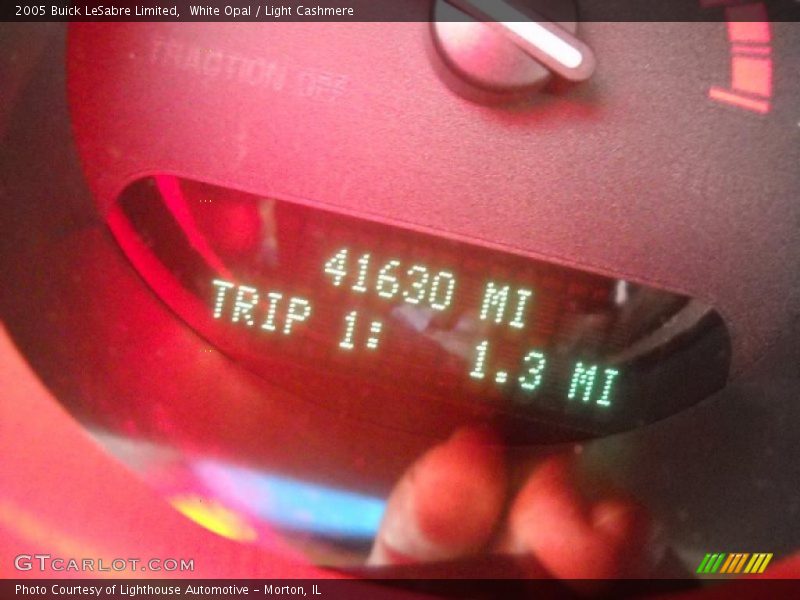 2005 Buick LeSabre Limited,  White Opal / Light Cashmere
TRACTION OFF
41630 MI
TRIP 1: 1.3 MI
GTCARLOT.COM
Photo Courtesy of Lighthouse Automotive - Morton, IL